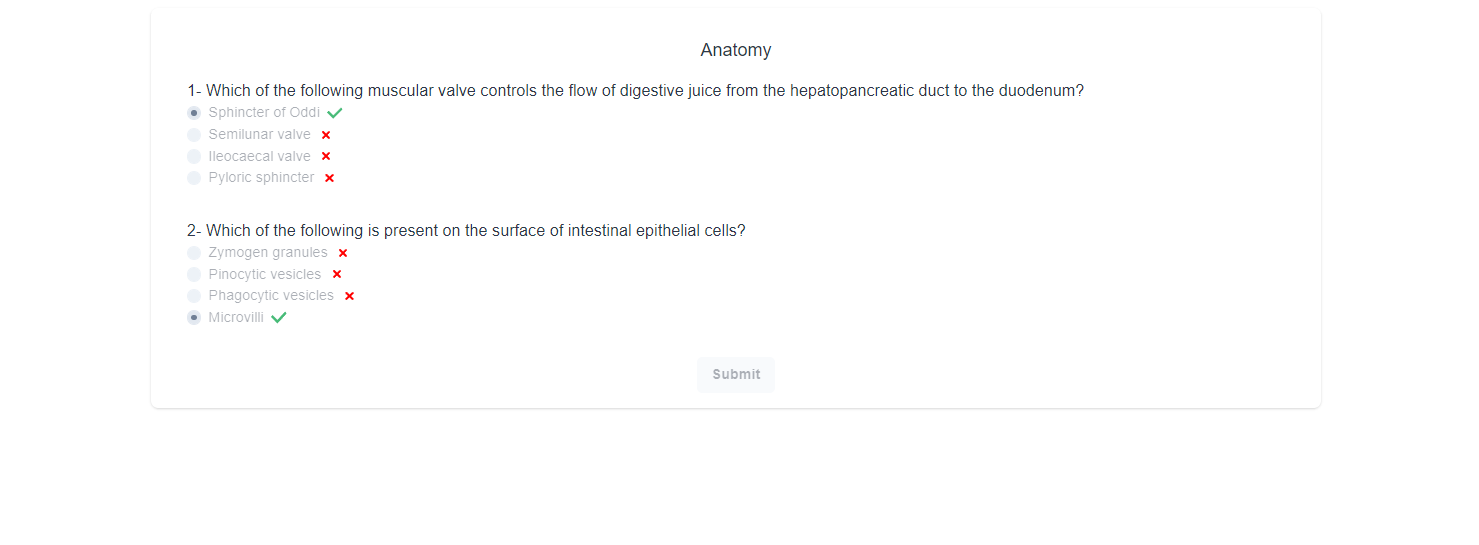 Anatomy
1- Which of the following muscular valve controls the flow of digestive juice from the hepatopancreatic duct to the duodenum?
Sphincter of Oddi
Semilunar valve
Ileocaecal valve
Pyloric sphincter
2- Which of the following is present on the surface of intestinal epithelial cells?
Zymogen granules
Pinocytic vesicles
Phagocytic vesicles
Microvilli
Submit